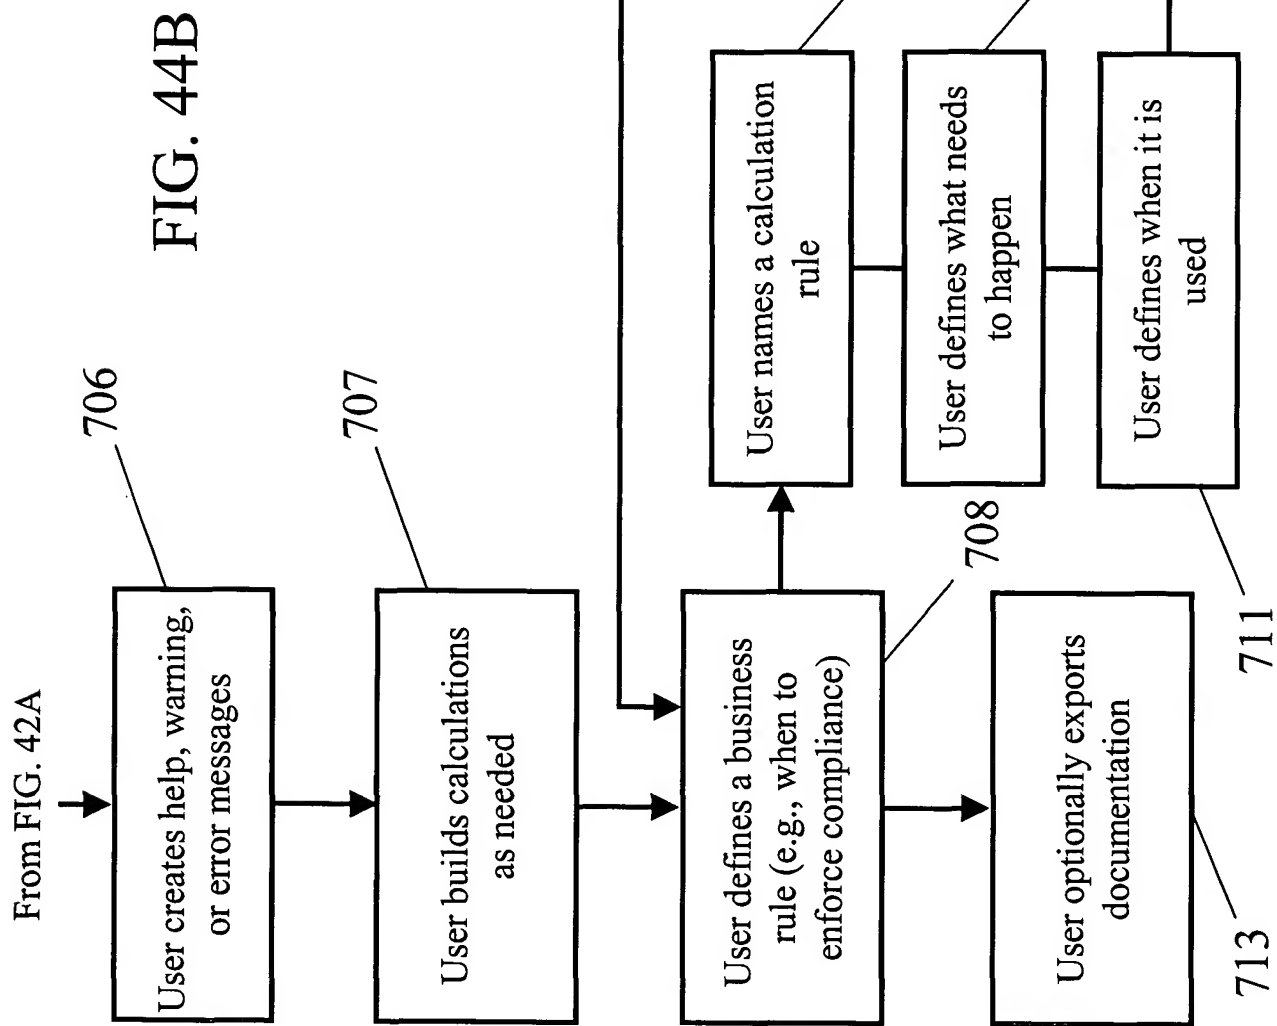 From FIG. 42A
FIG. 44B
User creates help, warning,
or error messages
706
User builds calculations
as needed
707
User defines a business
rule (e.g., when to
enforce compliance)
708
User names a calculation
rule
User defines what needs
to happen
User defines when it is
used
711
User optionally exports
documentation
713